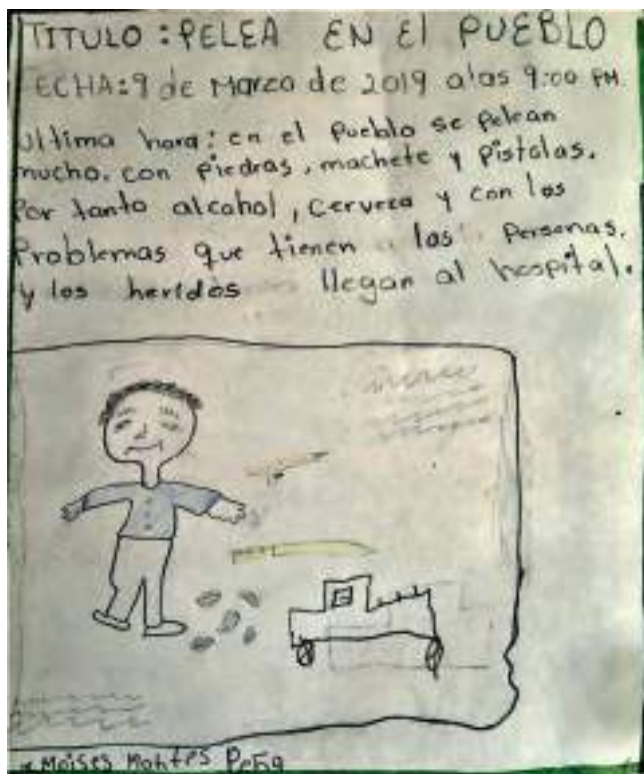 TITULO: PELEA EN El PUEBLO
FECHA: 9 de Marzo de 2019 alas 9:00 PM
Ultima hora: en el Pueblo se Pelean
mucho. con Piedras, machete y Pistolas.
Por tanto alcohol, Cerveza y con los
Problemas que tienen las Personas.
y los heridos llegan al hospital.
Moises Montes Peña